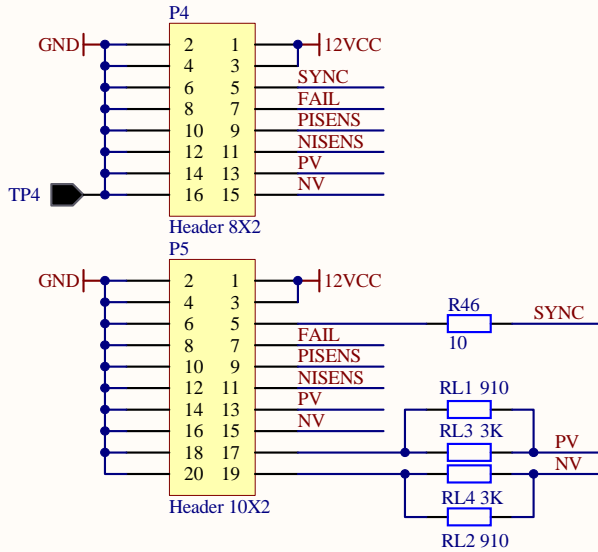 P4
GND 2 1 12VCC
4 3
6 5 SYNC
8 7 FAIL
10 9 PISENS
12 11 NISENS
14 13 PV
TP4 16 15 NV
Header 8X2
P5
GND 2 1 12VCC
4 3
6 5 R46 10 SYNC
8 7 FAIL
10 9 PISENS
12 11 NISENS
14 13 PV
16 15 NV
18 17
20 19
Header 10X2
RL1 910
RL3 3K
PV
NV
RL4 3K
RL2 910